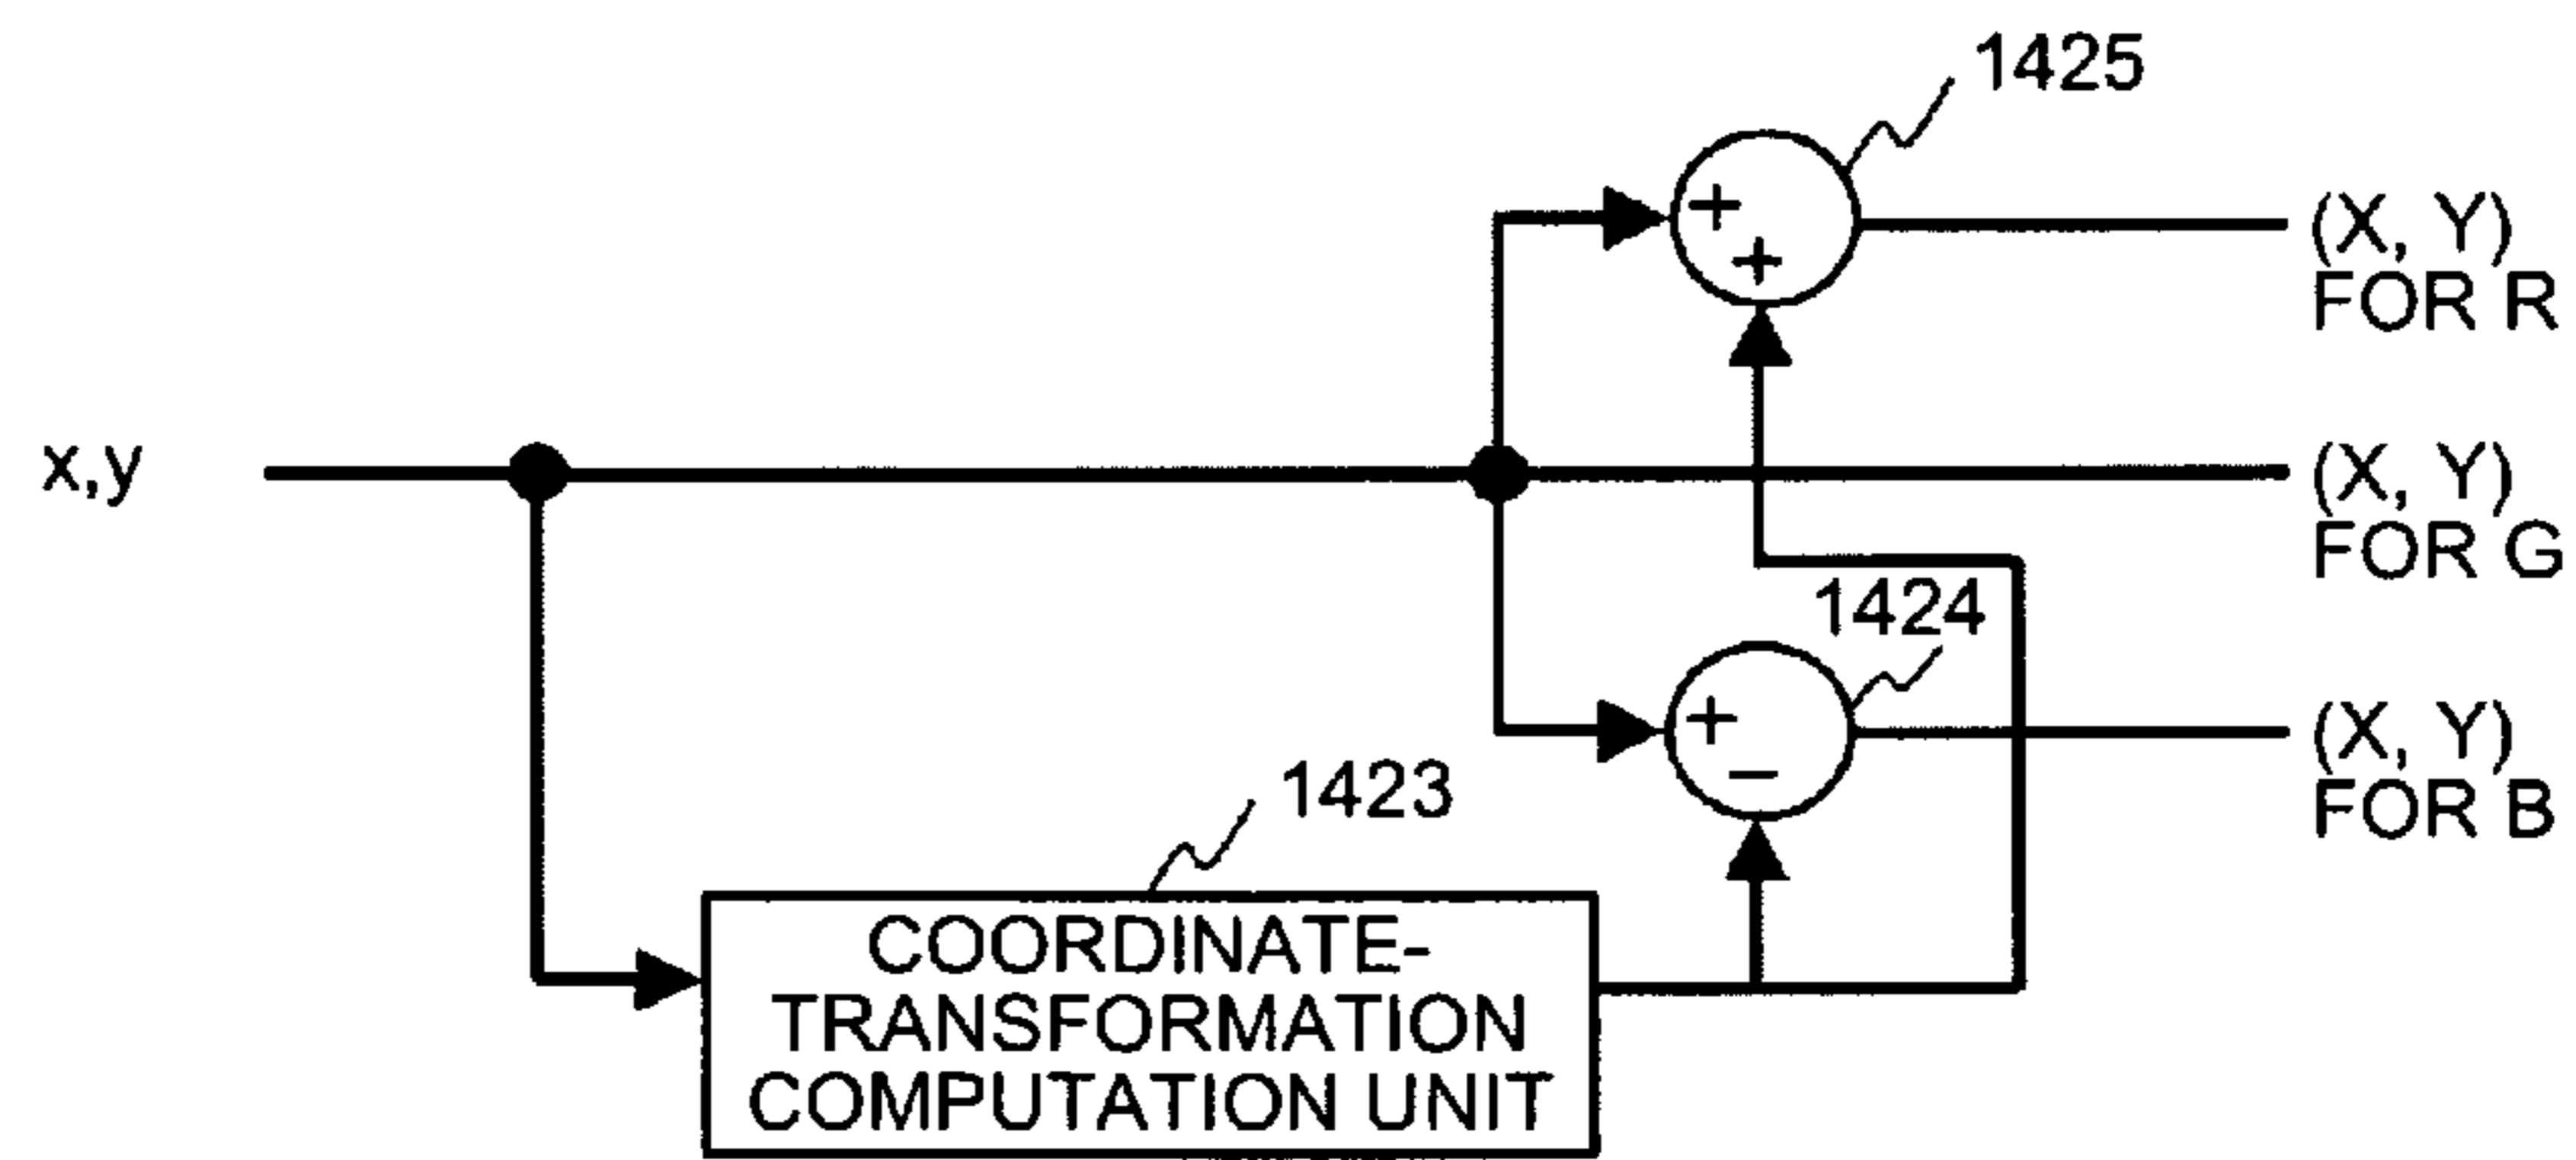 1425
+
+
(X, Y)
FOR R
x,y
(X, Y)
FOR G
1424
+
−
(X, Y)
FOR B
1423
COORDINATE-
TRANSFORMATION
COMPUTATION UNIT